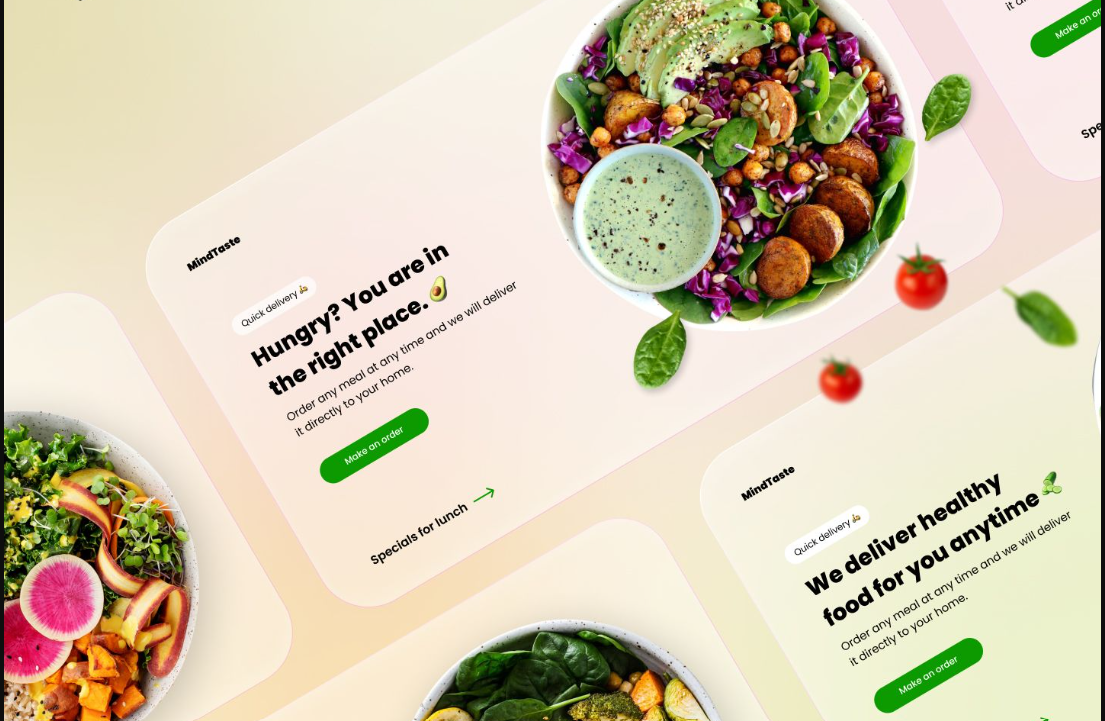 MindTaste
Quick delivery
Hungry? You are in
the right place.
Order any meal at any time and we will deliver
it directly to your home.
Make an order
Specials for lunch
MindTaste
Quick delivery
We deliver healthy
food for you anytime
Order any meal at any time and we will deliver
it directly to your home.
Make an order
Make an or
Spe